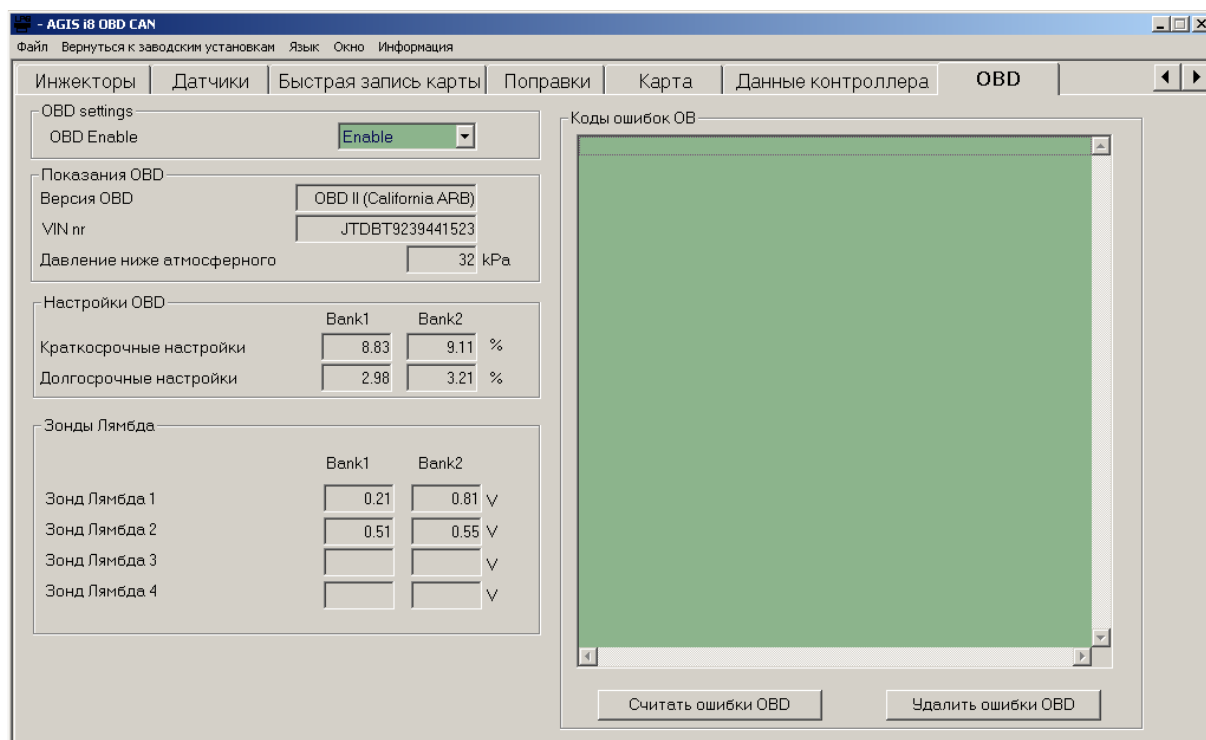 - AGIS i8 OBD CAN
Файл Вернуться к заводским установкам Язык Окно Информация
Инжекторы Датчики Быстрая запись карты Поправки Карта Данные контроллера OBD
OBD settings
OBD Enable Enable
Показания OBD
Версия OBD OBD II (California ARB)
VIN nr JTDBT9239441523
Давление ниже атмосферного 32 kPa
Настройки OBD
Bank1 Bank2
Краткосрочные настройки 8.83 9.11 %
Долгосрочные настройки 2.98 3.21 %
Зонды Лямбда
Bank1 Bank2
Зонд Лямбда 1 0.21 0.81 V
Зонд Лямбда 2 0.51 0.55 V
Зонд Лямбда 3 V
Зонд Лямбда 4 V
Коды ошибок OB
Считать ошибки OBD Удалить ошибки OBD